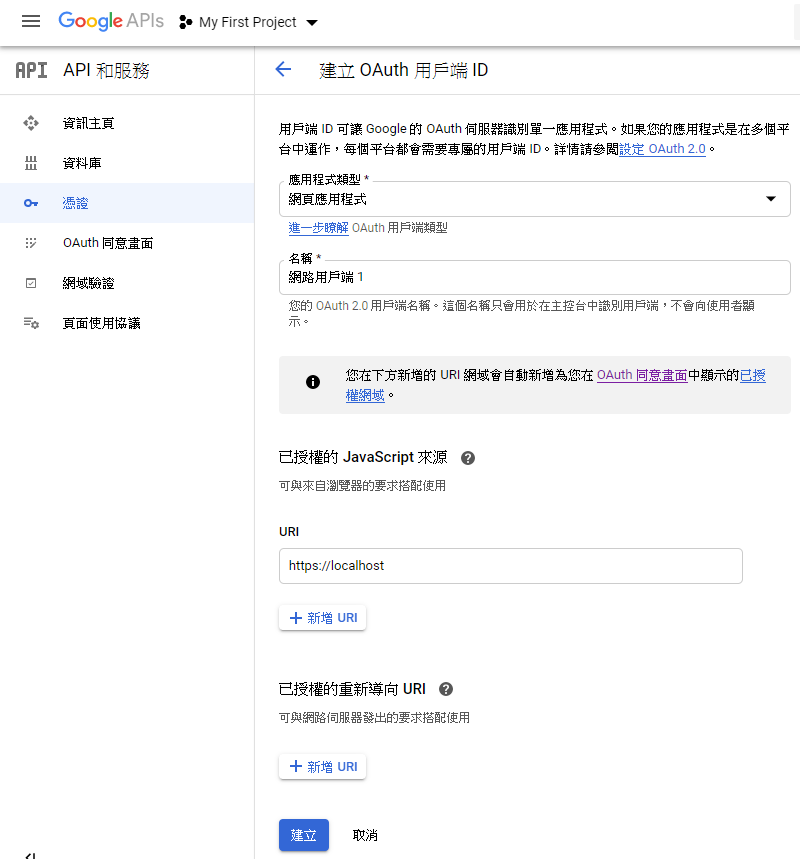 Google APIs My First Project
API API 和服務
資訊主頁
資料庫
憑證
OAuth 同意畫面
網域驗證
頁面使用協議
建立 OAuth 用戶端 ID
用戶端 ID 可讓 Google 的 OAuth 伺服器識別單一應用程式。如果您的應用程式是在多個平
台中運作，每個平台都會需要專屬的用戶端 ID。詳情請參閱設定 OAuth 2.0。
應用程式類型 *
網頁應用程式
進一步瞭解 OAuth 用戶端類型
名稱 *
網路用戶端 1
您的 OAuth 2.0 用戶端名稱。這個名稱只會用於在主控台中識別用戶端，不會向使用者顯
示。
您在下方新增的 URI 網域會自動新增為您在 OAuth 同意畫面中顯示的已授
權網域。
已授權的 JavaScript 來源
可與來自瀏覽器的要求搭配使用
URI
https://localhost
新增 URI
已授權的重新導向 URI
可與網路伺服器發出的要求搭配使用
新增 URI
建立 取消